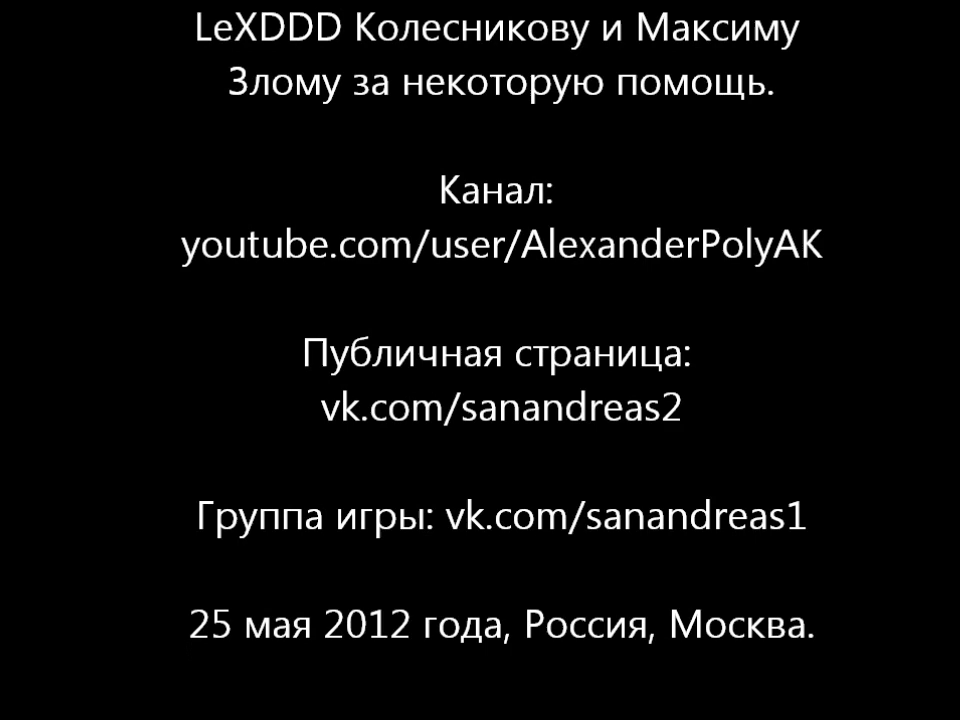 LeXDDD Колесникову и Максиму
Злому за некоторую помощь.
Канал:
youtube.com/user/AlexanderPolyAK
Публичная страница:
vk.com/sanandreas2
Группа игры: vk.com/sanandreas1
25 мая 2012 года, Россия, Москва.